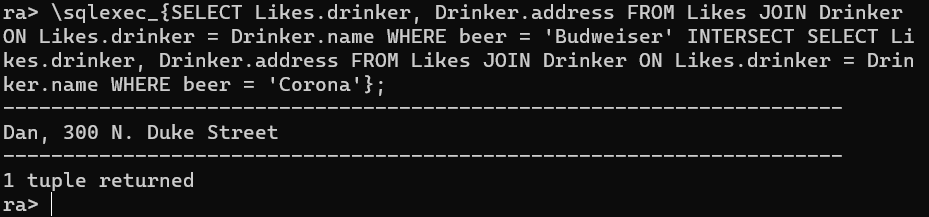 ra> \sqlexec_{SELECT Likes.drinker, Drinker.address FROM Likes JOIN Drinker
ON Likes.drinker = Drinker.name WHERE beer = 'Budweiser' INTERSECT SELECT Li
kes.drinker, Drinker.address FROM Likes JOIN Drinker ON Likes.drinker = Drin
ker.name WHERE beer = 'Corona'};
----------------------------------------------------------------------
Dan, 300 N. Duke Street
----------------------------------------------------------------------
1 tuple returned
ra>